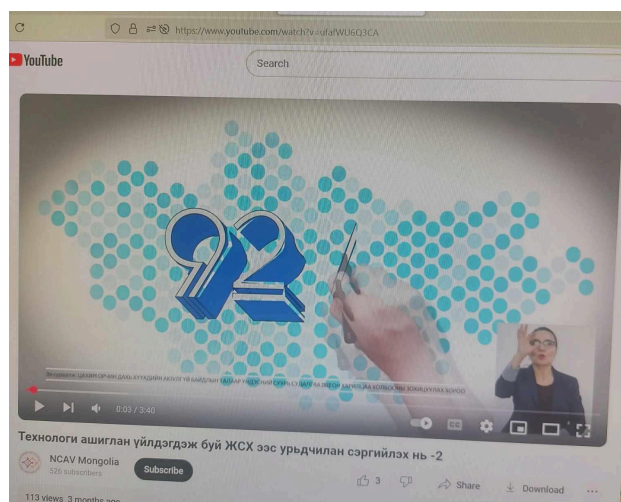 https://www.youtube.com/watch?v=ufafWU6Q3CA
YouTube
Search
92
0:03 / 3:40
CC
Технологи ашиглан үйлдэгдэж буй ЖСХ ээс урьдчилан сэргийлэх нь -2
NCAV Mongolia
526 subscribers
Subscribe
3
Share
Download
113 views 3 months ago